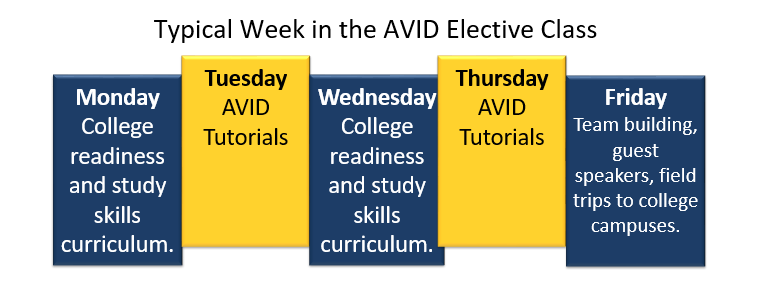 Typical Week in the AVID Elective Class
Monday
College
readiness
and study
skills
curriculum.
Tuesday
AVID
Tutorials
Wednesday
College
readiness
and study
skills
curriculum.
Thursday
AVID
Tutorials
Friday
Team building,
guest
speakers, field
trips to college
campuses.